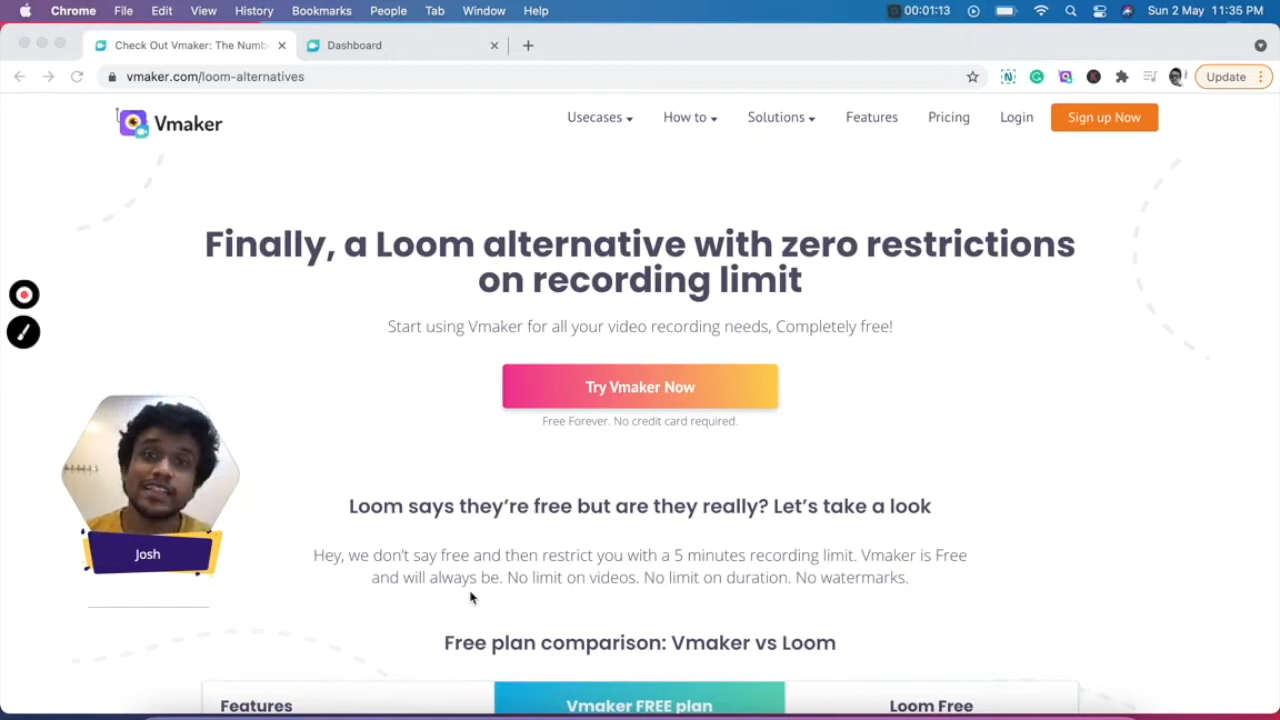 Chrome File Edit View History Bookmarks People Tab Window Help 00:01:13 Sun 2 May 11:35 PM
Check Out Vmaker: The Numb Dashboard
vmaker.com/loom-alternatives Update
Vmaker Usecases How to Solutions Features Pricing Login Sign up Now
Finally, a Loom alternative with zero restrictions
on recording limit
Start using Vmaker for all your video recording needs, Completely free!
Try Vmaker Now
Free Forever. No credit card required.
Loom says they're free but are they really? Let's take a look
Josh
Hey, we don't say free and then restrict you with a 5 minutes recording limit. Vmaker is Free
and will always be. No limit on videos. No limit on duration. No watermarks.
Free plan comparison: Vmaker vs Loom
Features Vmaker FREE plan Loom Free